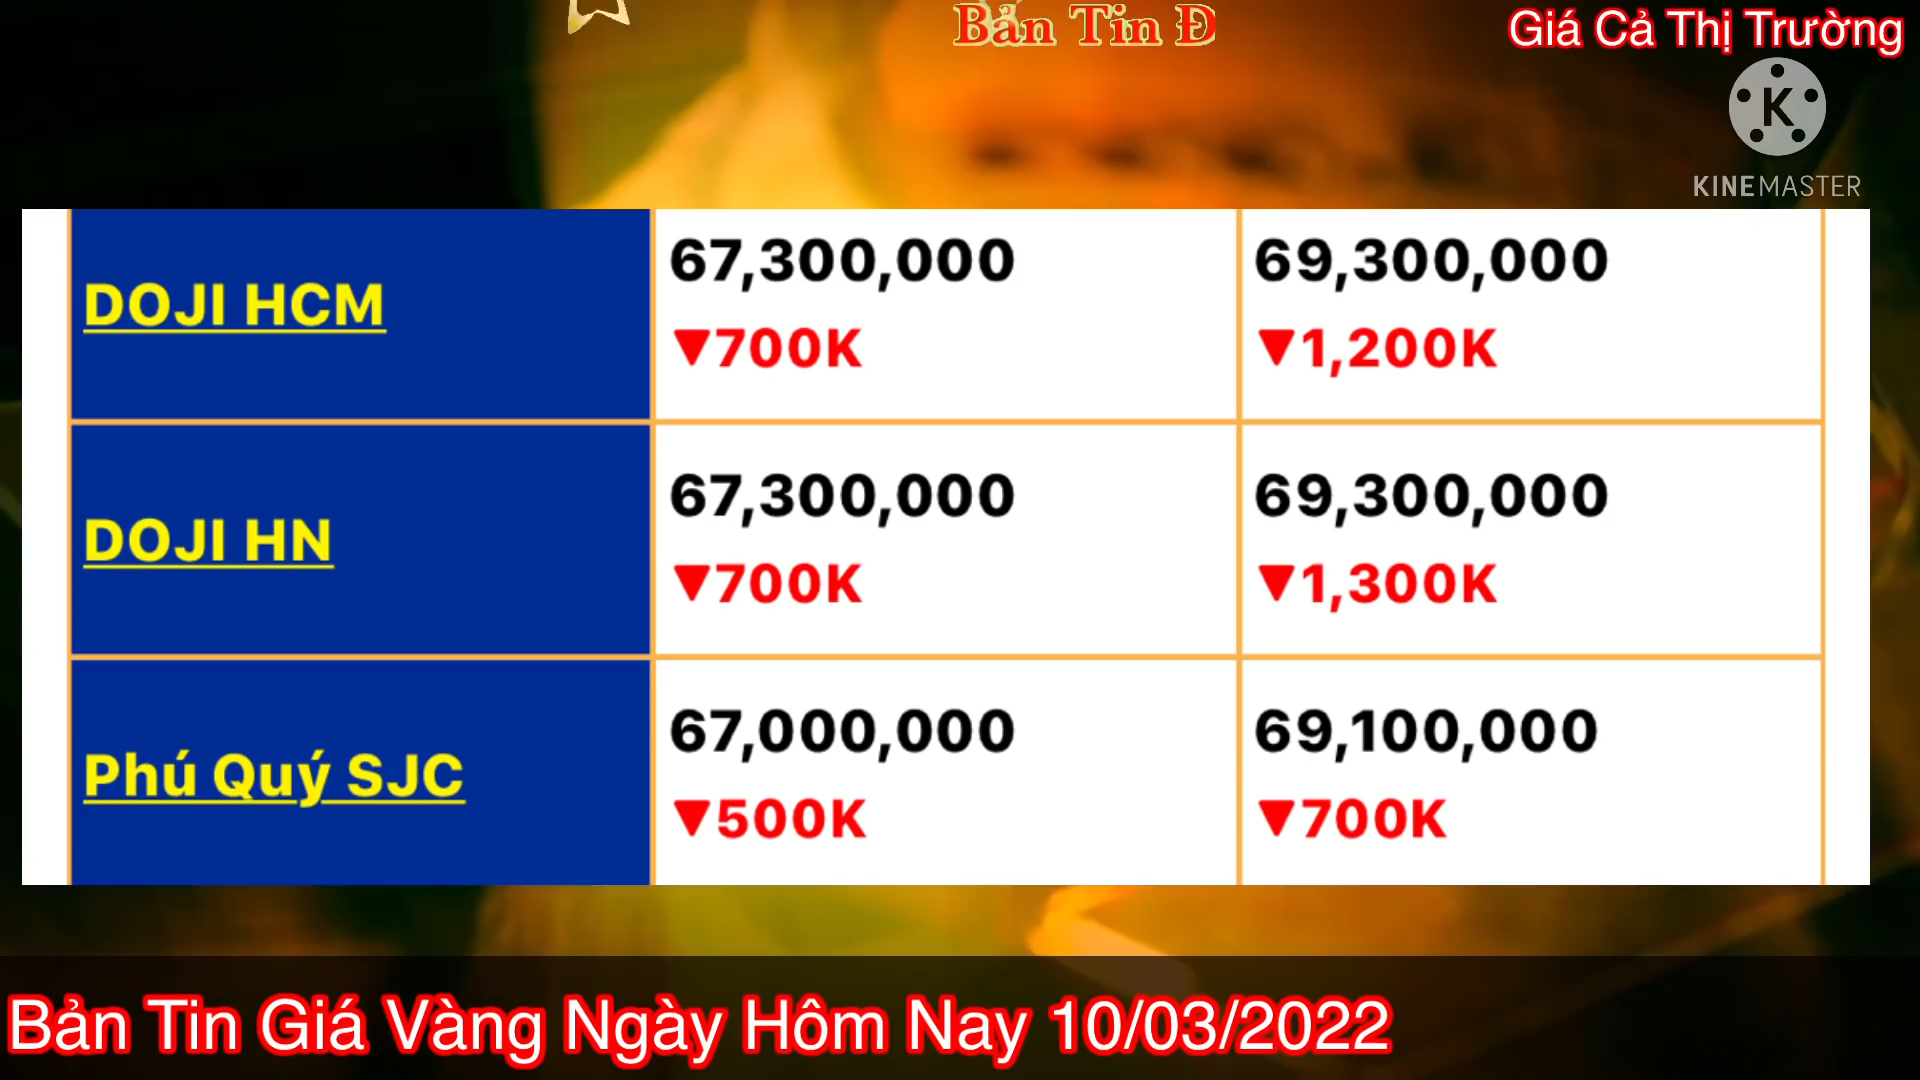 Bản Tin Đ
Giá Cả Thị Trường
K
KINEMASTER
DOJI HCM
67,300,000
▼700K
69,300,000
▼1,200K
DOJI HN
67,300,000
▼700K
69,300,000
▼1,300K
Phú Quý SJC
67,000,000
▼500K
69,100,000
▼700K
Bản Tin Giá Vàng Ngày Hôm Nay 10/03/2022